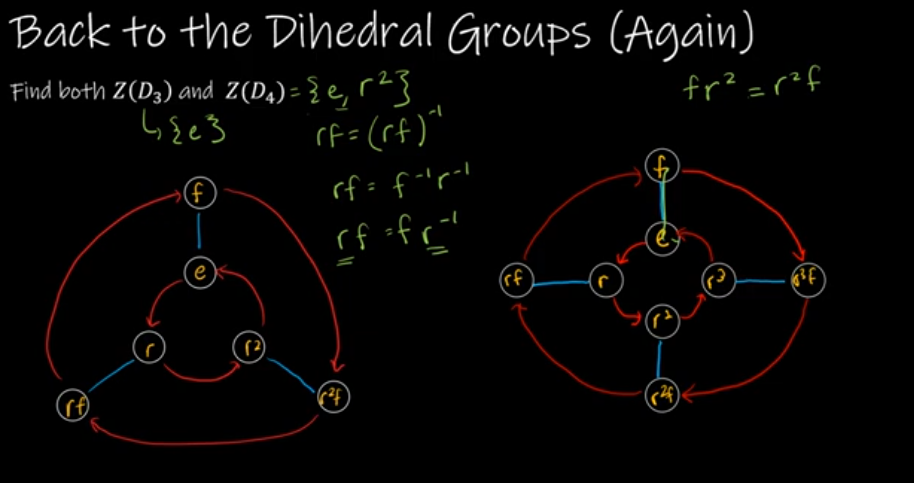 Back to the Dihedral Groups (Again)
Find both Z(D₃) and Z(D₄) = {e, r²}
fr² = r²f
↳ {e}
rf = (rf)⁻¹
rf = f⁻¹r⁻¹
rf = fr⁻¹
f
e
r
r²
rf
r²f
f
e
rf
r
r³
r³f
r²
r²f